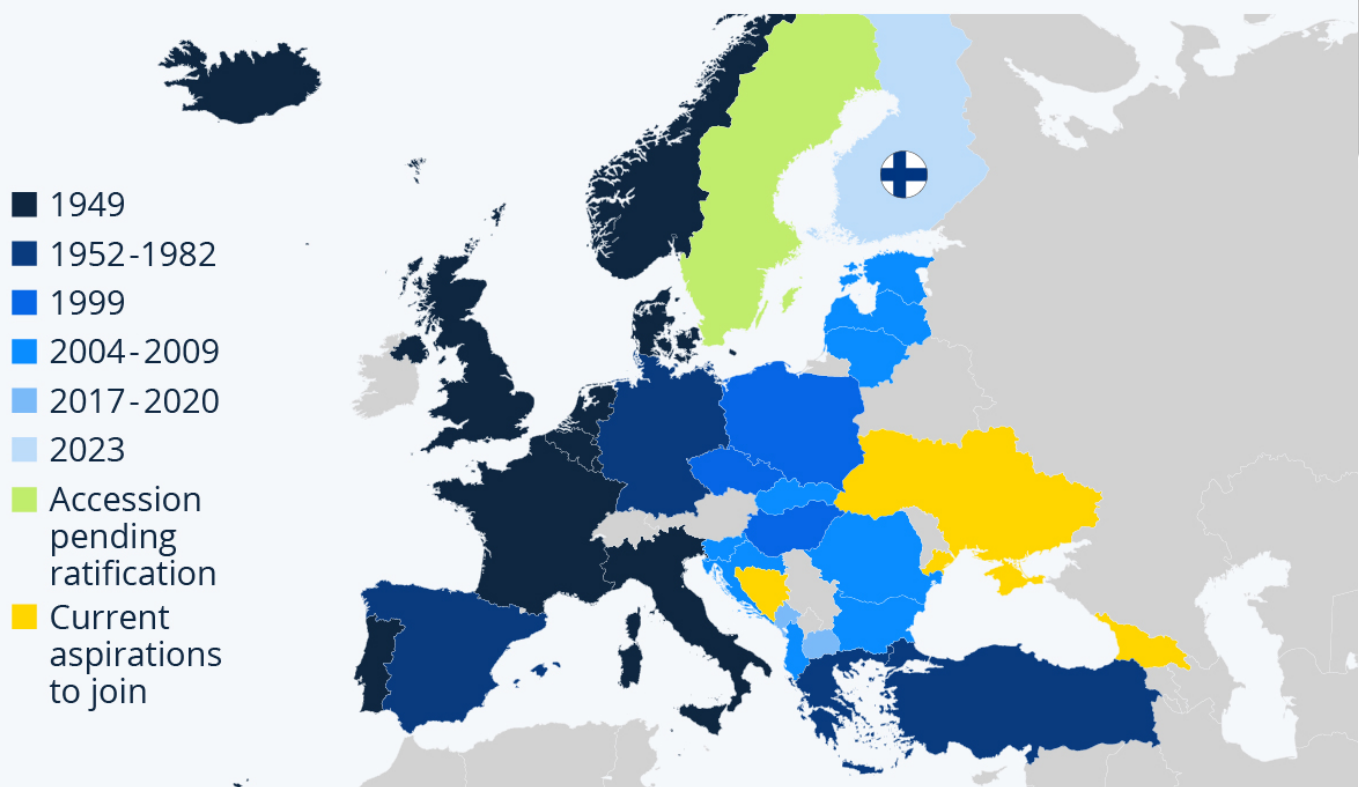 1949
1952-1982
1999
2004-2009
2017-2020
2023
Accession
pending
ratification
Current
aspirations
to join